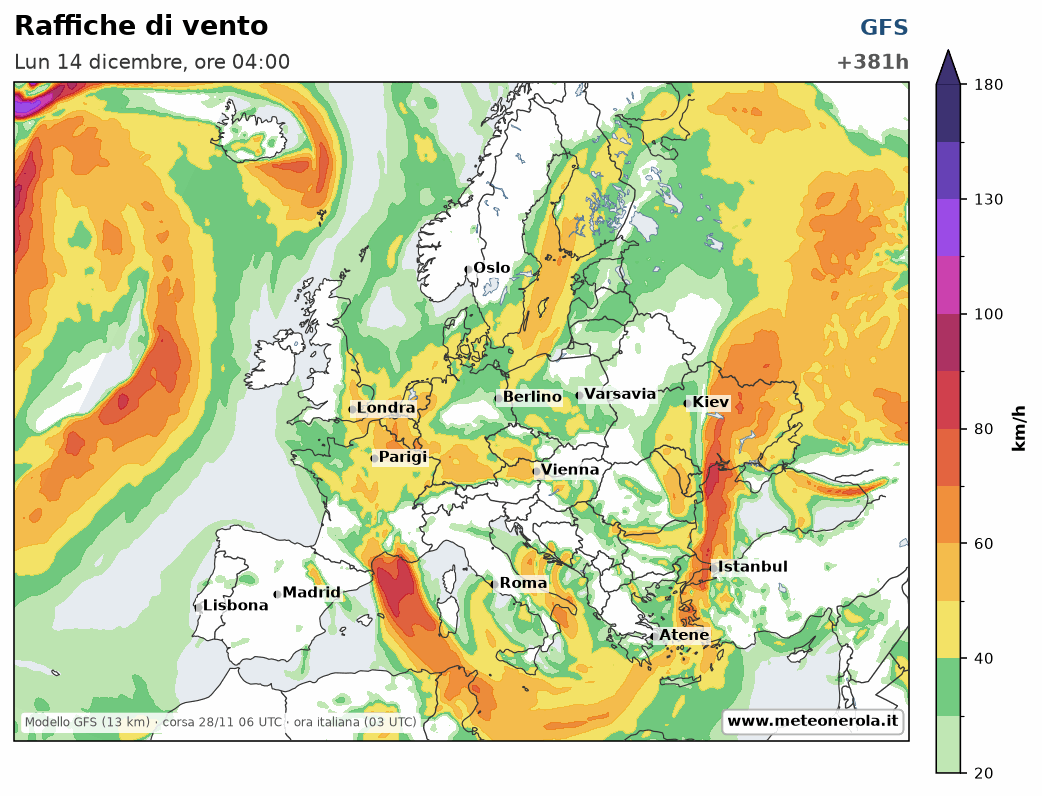 Raffiche di vento
GFS
Lun 14 dicembre, ore 04:00
+381h
180
130
100
80
60
40
20
km/h
Oslo
Berlino
Varsavia
Kiev
Londra
Parigi
Vienna
Istanbul
Roma
Madrid
Lisbona
Atene
Modello GFS (13 km) · corsa 28/11 06 UTC · ora italiana (03 UTC)
www.meteonerola.it